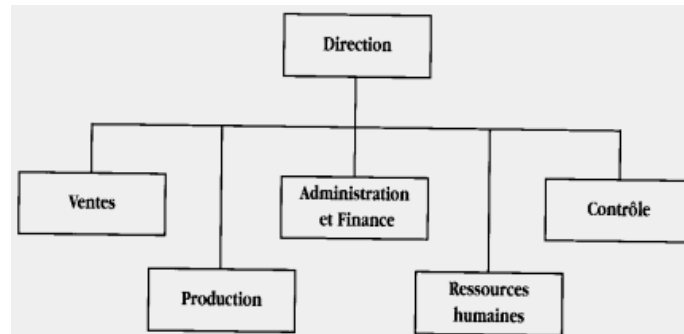 Direction
Ventes
Administration
et Finance
Contrôle
Production
Ressources
humaines